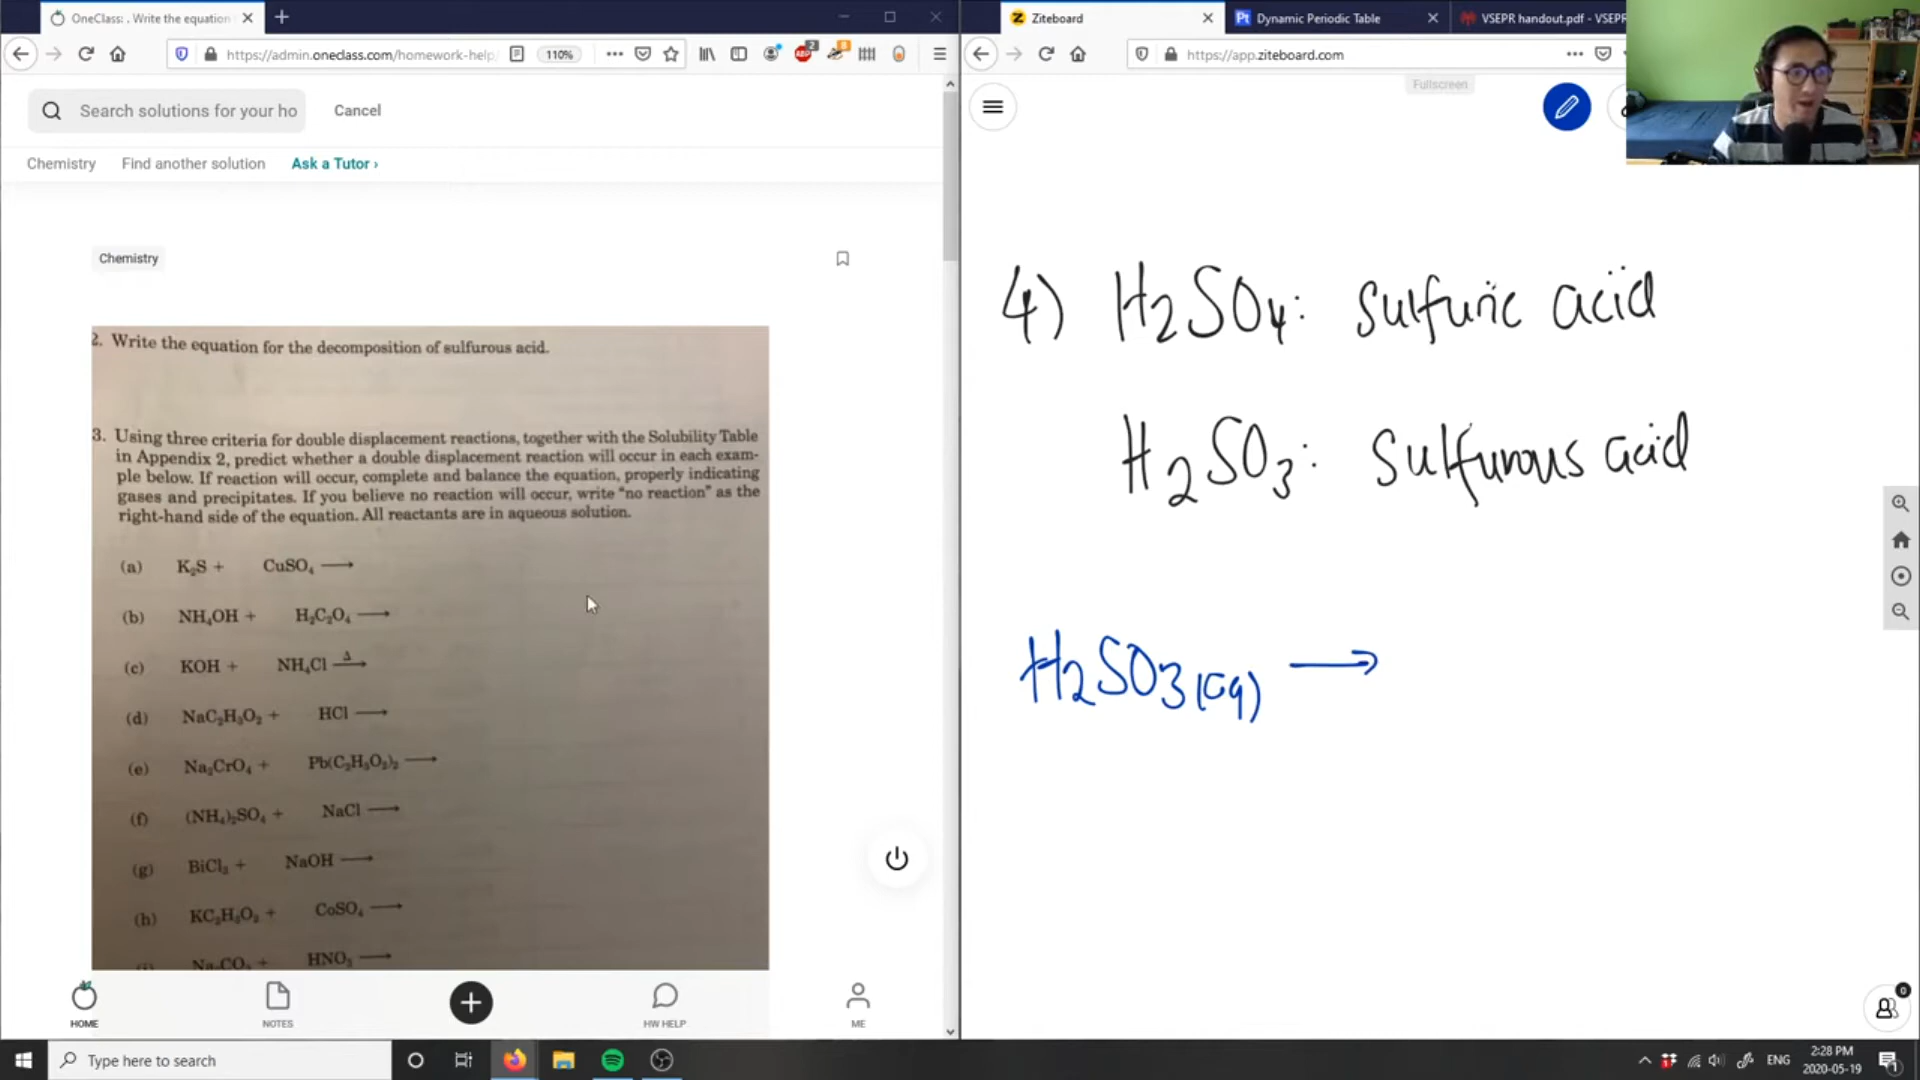 OneClass: , Write the equation
https://admin.oneclass.com/homework-help
110%
Search solutions for your ho
Cancel
Chemistry
Find another solution
Ask a Tutor ›
Chemistry
2. Write the equation for the decomposition of sulfurous acid.
3. Using three criteria for double displacement reactions, together with the Solubility Table
in Appendix 2, predict whether a double displacement reaction will occur in each exam-
ple below. If reaction will occur, complete and balance the equation, properly indicating
gases and precipitates. If you believe no reaction will occur, write "no reaction" as the
right-hand side of the equation. All reactants are in aqueous solution.
(a) K₂S + CuSO₄ ⟶
(b) NH₄OH + H₂C₂O₄ ⟶
(c) KOH + NH₄Cl ⟶ Δ
(d) NaC₂H₃O₂ + HCl ⟶
(e) Na₂CrO₄ + Pb(C₂H₃O₂)₂ ⟶
(f) (NH₄)₂SO₄ + NaCl ⟶
(g) BiCl₃ + NaOH ⟶
(h) KC₂H₃O₂ + CoSO₄ ⟶
(i) Na₂CO₃ + HNO₃ ⟶
HOME
NOTES
HW HELP
ME
Ziteboard
Dynamic Periodic Table
VSEPR handout.pdf - VSEPR
https://app.ziteboard.com
Fullscreen
4) H₂SO₄: sulfuric acid
H₂SO₃: sulfurous acid
H₂SO₃(aq) ⟶
0
Type here to search
ENG
2:28 PM
2020-05-19